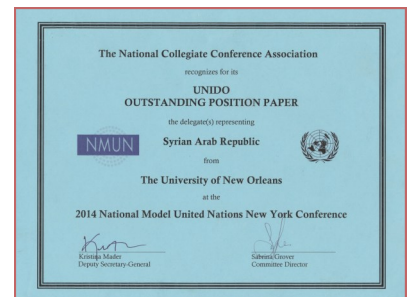 The National Collegiate Conference Association
recognizes for its
UNIDO
OUTSTANDING POSITION PAPER
the delegate(s) representing
NMUN
Syrian Arab Republic
from
The University of New Orleans
at the
2014 National Model United Nations New York Conference
Kristina Mader
Deputy Secretary-General
Sabrina Grover
Committee Director